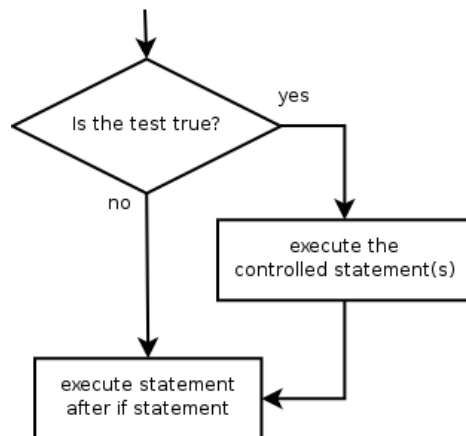 Is the test true?
yes
no
execute the
controlled statement(s)
execute statement
after if statement